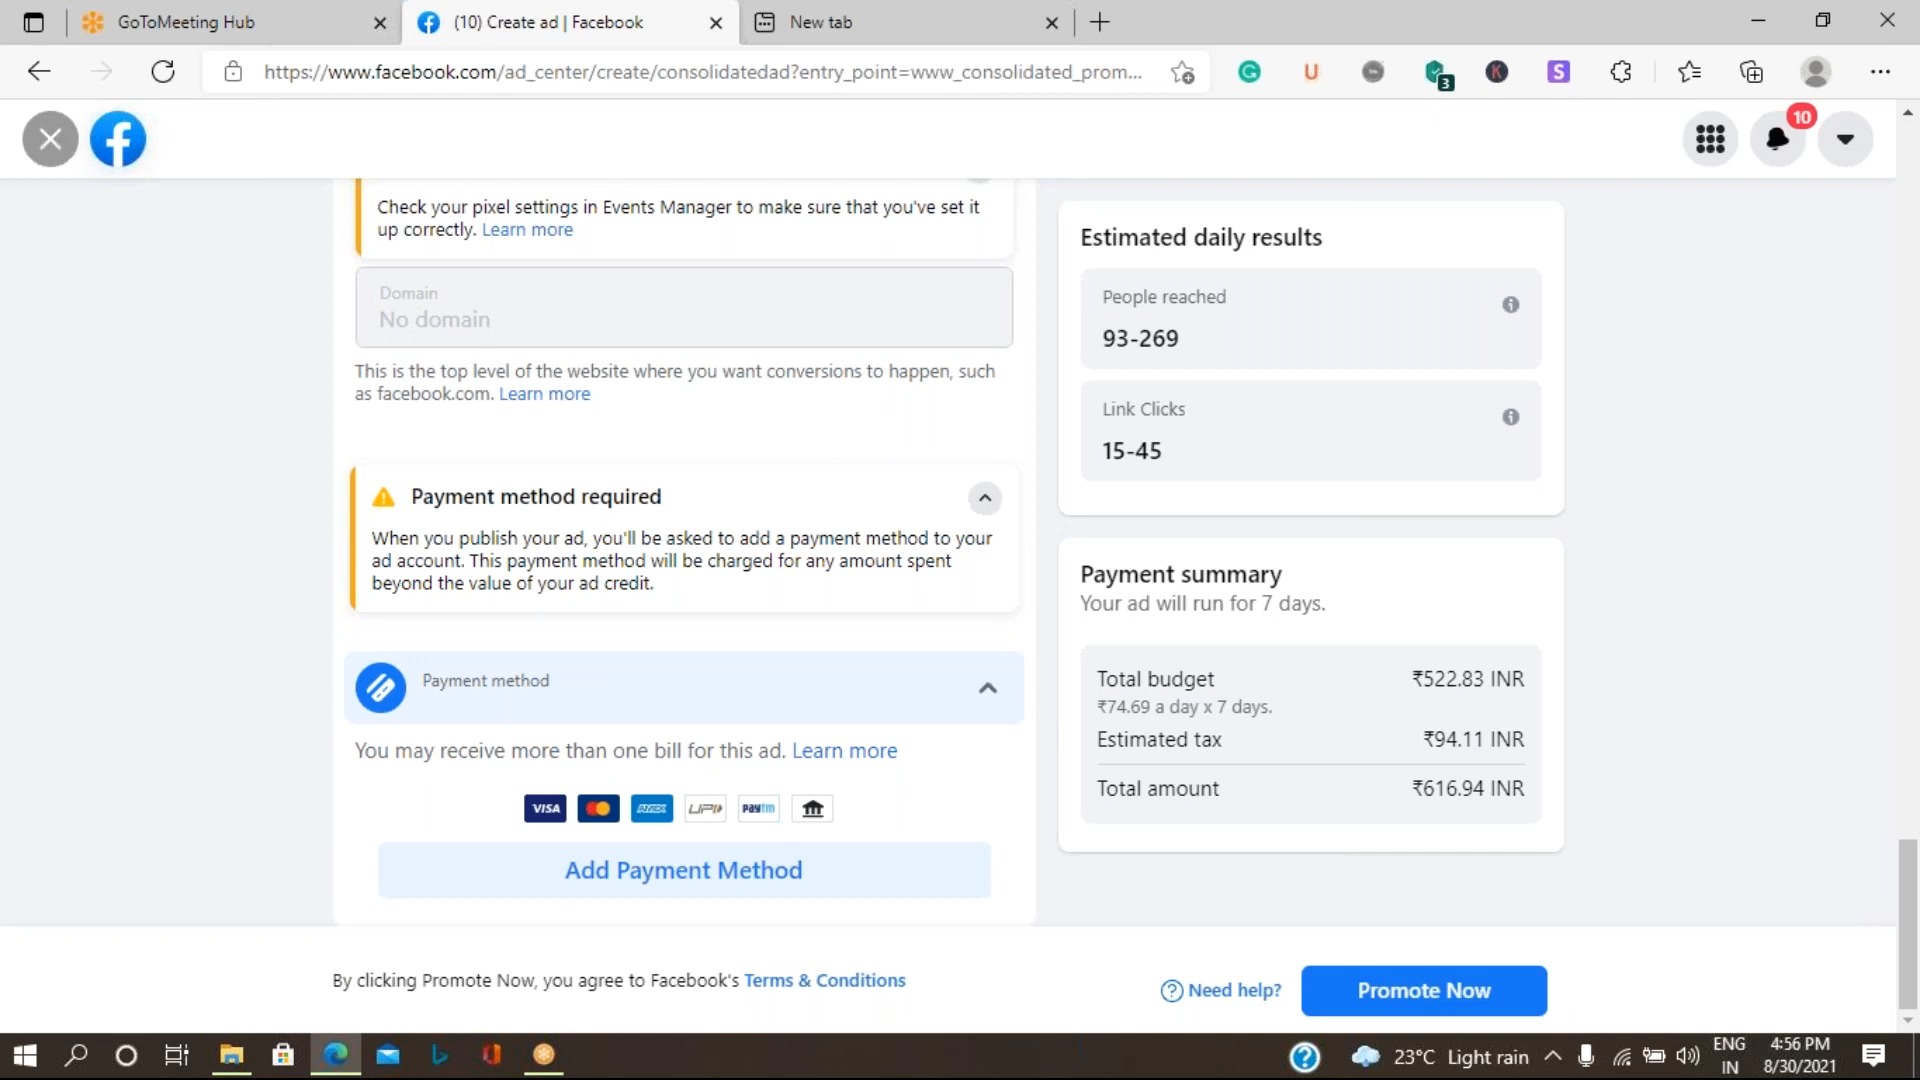 GoToMeeting Hub
(10) Create ad | Facebook
New tab
https://www.facebook.com/ad_center/create/consolidatedad?entry_point=www_consolidated_prom...
U
3
K
S
10
Check your pixel settings in Events Manager to make sure that you've set it
up correctly. Learn more
Domain
No domain
This is the top level of the website where you want conversions to happen, such
as facebook.com. Learn more
Payment method required
When you publish your ad, you'll be asked to add a payment method to your
ad account. This payment method will be charged for any amount spent
beyond the value of your ad credit.
Payment method
You may receive more than one bill for this ad. Learn more
VISA
AMEX
UPI
paytm
Add Payment Method
Estimated daily results
People reached
93-269
Link Clicks
15-45
Payment summary
Your ad will run for 7 days.
Total budget ₹522.83 INR
₹74.69 a day x 7 days.
Estimated tax ₹94.11 INR
Total amount ₹616.94 INR
By clicking Promote Now, you agree to Facebook's Terms & Conditions
Need help?
Promote Now
23°C Light rain
ENG
IN
4:56 PM
8/30/2021